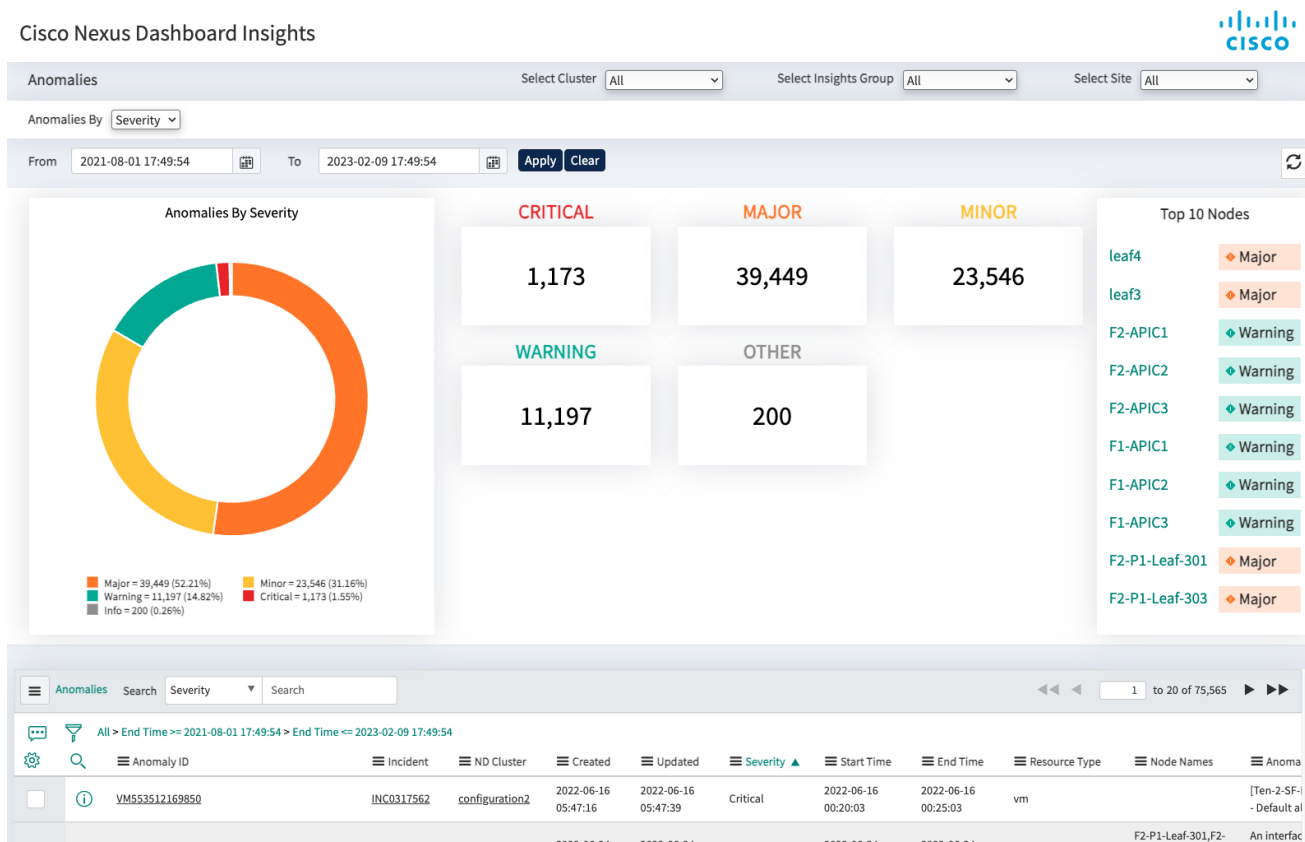 Cisco Nexus Dashboard Insights
CISCO
Anomalies
Select Cluster All
Select Insights Group All
Select Site All
Anomalies By Severity
From 2021-08-01 17:49:54 To 2023-02-09 17:49:54 Apply Clear
Anomalies By Severity
Major = 39,449 (52.21%)
Minor = 23,546 (31.16%)
Warning = 11,197 (14.82%)
Critical = 1,173 (1.55%)
Info = 200 (0.26%)
CRITICAL
1,173
MAJOR
39,449
MINOR
23,546
WARNING
11,197
OTHER
200
Top 10 Nodes
leaf4 Major
leaf3 Major
F2-APIC1 Warning
F2-APIC2 Warning
F2-APIC3 Warning
F1-APIC1 Warning
F1-APIC2 Warning
F1-APIC3 Warning
F2-P1-Leaf-301 Major
F2-P1-Leaf-303 Major
Anomalies Search Severity Search 1 to 20 of 75,565
All > End Time >= 2021-08-01 17:49:54 > End Time <= 2023-02-09 17:49:54
Anomaly ID Incident ND Cluster Created Updated Severity Start Time End Time Resource Type Node Names Anoma
VM553512169850 INC0317562 configuration2 2022-06-16 05:47:16 2022-06-16 05:47:39 Critical 2022-06-16 00:20:03 2022-06-16 00:25:03 vm [Ten-2-SF- - Default al
F2-P1-Leaf-301,F2- An interfac